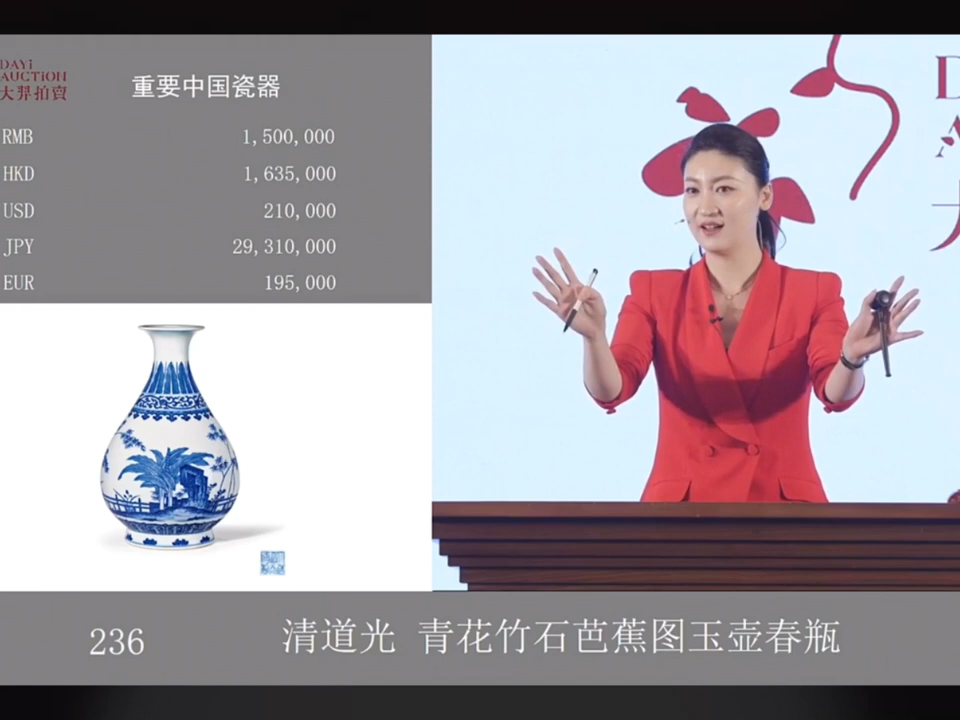 DAYI
AUCTION
大羿拍賣
重要中国瓷器
RMB 1,500,000
HKD 1,635,000
USD 210,000
JPY 29,310,000
EUR 195,000
236 清道光 青花竹石芭蕉图玉壶春瓶